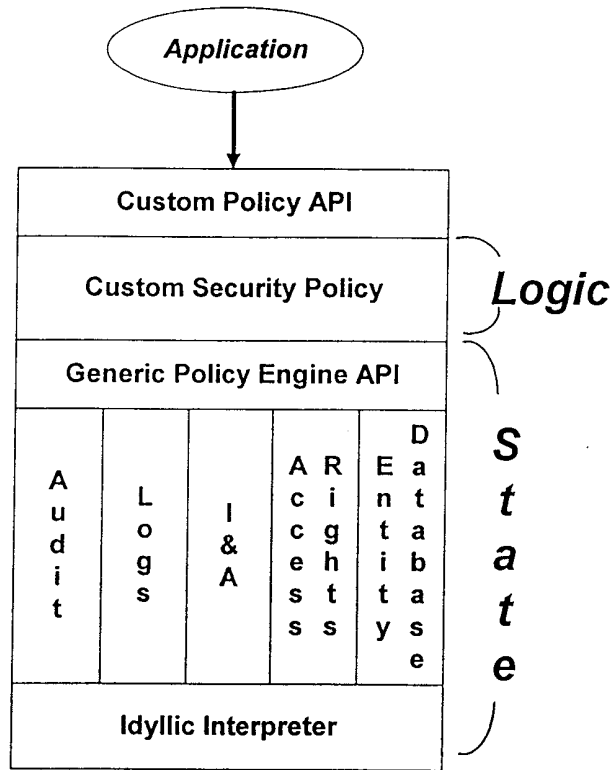 Application
Custom Policy API
Custom Security Policy
Logic
Generic Policy Engine API
Audit
Logs
I&A
Access Rights
Entity Database
State
Idyllic Interpreter